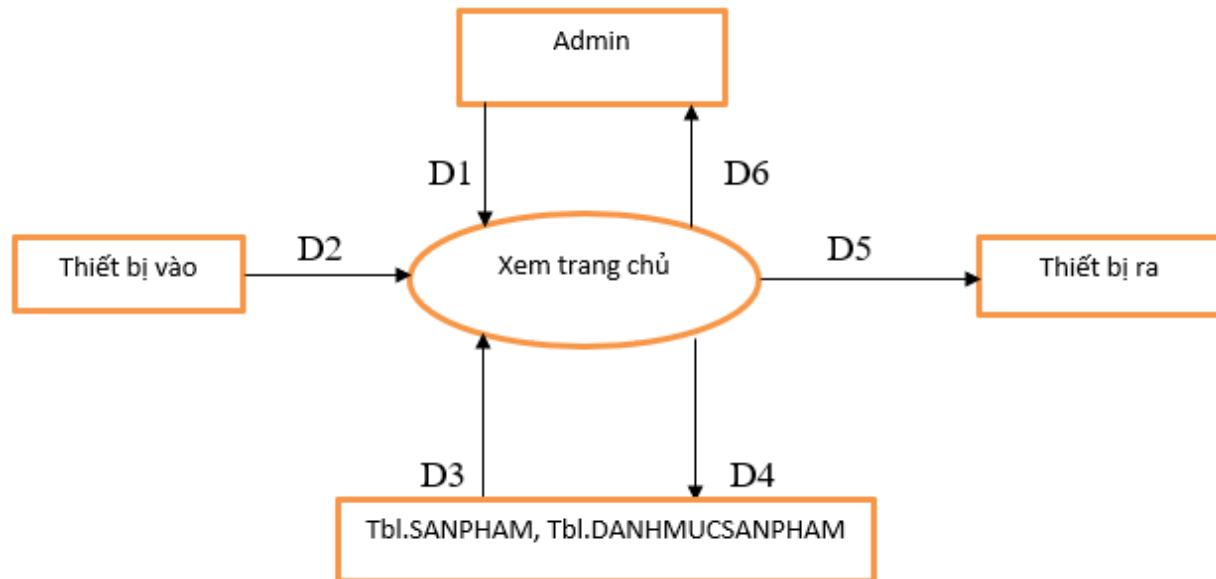 Admin
D1
D6
Thiết bị vào
D2
Xem trang chủ
D5
Thiết bị ra
D3
D4
Tbl.SANPHAM, Tbl.DANHMUCSANPHAM